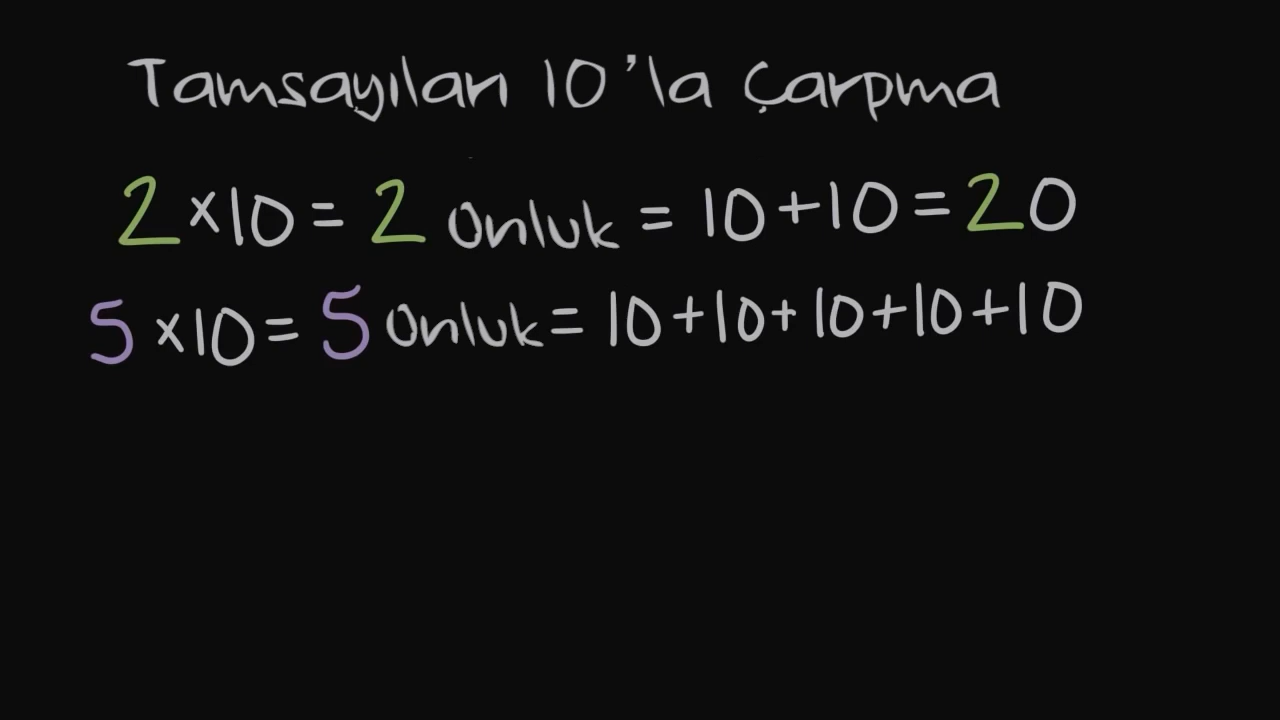 Tamsayıları 10'la Çarpma
2 × 10 = 2 Onluk = 10 + 10 = 20
5 × 10 = 5 Onluk = 10 + 10 + 10 + 10 + 10